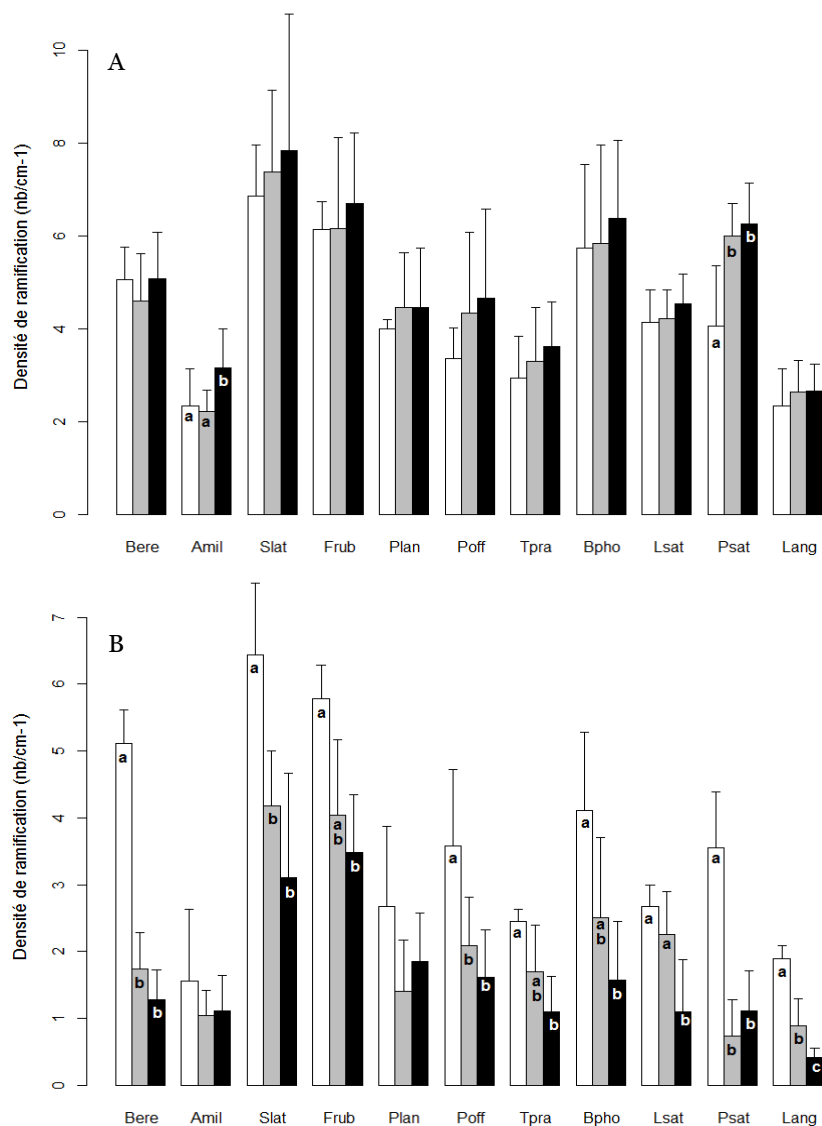 A
Densité de ramification (nb/cm-1)
10
8
6
4
2
0
a a b
a b b
Bere Amil Slat Frub Plan Poff Tpra Bpho Lsat Psat Lang
B
Densité de ramification (nb/cm-1)
7
6
5
4
3
2
1
0
a b b
a b b
a a b b
a b b
a a b b
a a b b
a a b
a b b
a b c
Bere Amil Slat Frub Plan Poff Tpra Bpho Lsat Psat Lang